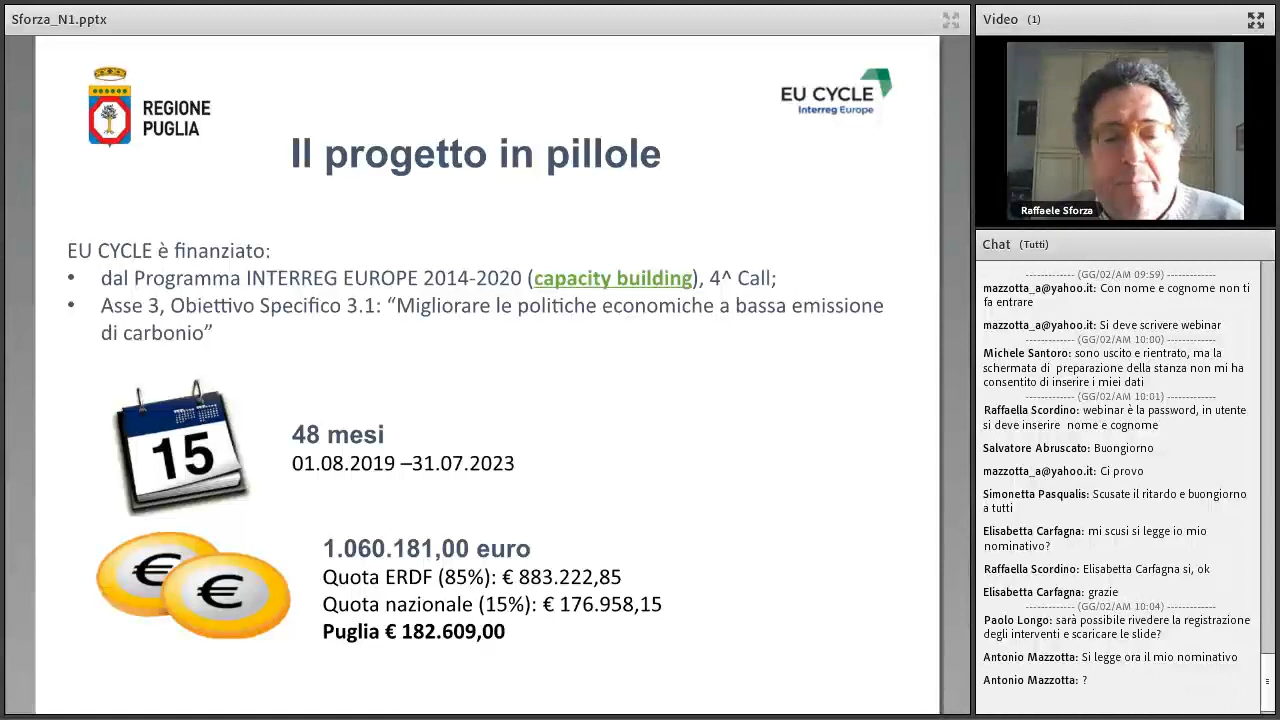 Sforza_N1.pptx
REGIONE
PUGLIA
EU CYCLE
Interreg Europe
Il progetto in pillole
EU CYCLE è finanziato:
• dal Programma INTERREG EUROPE 2014-2020 (capacity building), 4^ Call;
• Asse 3, Obiettivo Specifico 3.1: “Migliorare le politiche economiche a bassa emissione
di carbonio”
15
48 mesi
01.08.2019 –31.07.2023
€ €
1.060.181,00 euro
Quota ERDF (85%): € 883.222,85
Quota nazionale (15%): € 176.958,15
Puglia € 182.609,00
Video (1)
Raffaele Sforza
Chat (Tutti)
------------- (GG/02/AM 09:59) -------------
mazzotta_a@yahoo.it: Con nome e cognome non ti
fa entrare
mazzotta_a@yahoo.it: Si deve scrivere webinar
------------- (GG/02/AM 10:00) -------------
Michele Santoro: sono uscito e rientrato, ma la
schermata di preparazione della stanza non mi ha
consentito di inserire i miei dati
------------- (GG/02/AM 10:01) -------------
Raffaella Scordino: webinar è la password, in utente
si deve inserire nome e cognome
Salvatore Abruscato: Buongiorno
mazzotta_a@yahoo.it: Ci provo
Simonetta Pasqualis: Scusate il ritardo e buongiorno
a tutti
Elisabetta Carfagna: mi scusi si legge io mio
nominativo?
Raffaella Scordino: Elisabetta Carfagna si, ok
Elisabetta Carfagna: grazie
------------- (GG/02/AM 10:04) -------------
Paolo Longo: sarà possibile rivedere la registrazione
degli interventi e scaricare le slide?
Antonio Mazzotta: Si legge ora il mio nominativo
Antonio Mazzotta: ?